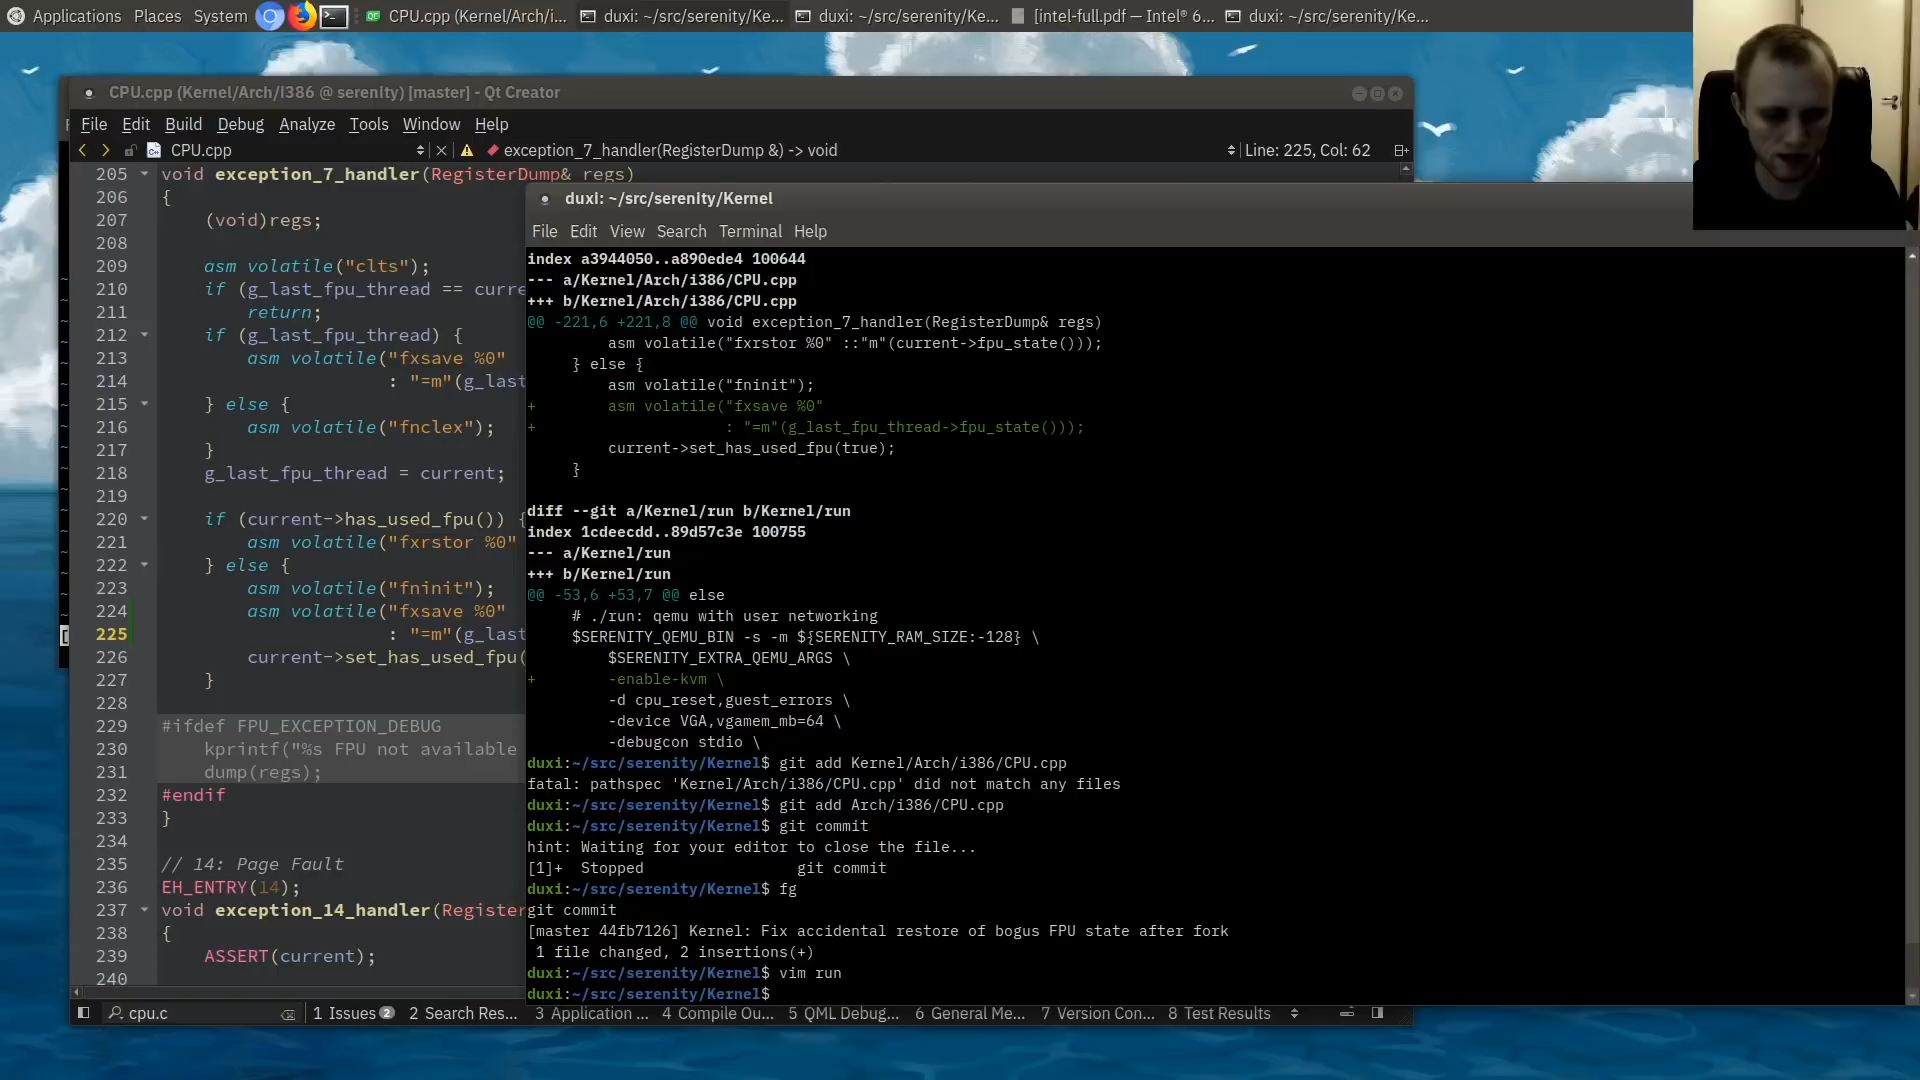 Applications Places System
CPU.cpp (Kernel/Arch/i...
duxi: ~/src/serenity/Ke...
duxi: ~/src/serenity/Ke...
[intel-full.pdf — Intel® 6...
duxi: ~/src/serenity/Ke...
CPU.cpp (Kernel/Arch/i386 @ serenity) [master] - Qt Creator
File Edit Build Debug Analyze Tools Window Help
CPU.cpp
exception_7_handler(RegisterDump &) -> void
Line: 225, Col: 62
205 void exception_7_handler(RegisterDump& regs)
206 {
207 (void)regs;
208
209 asm volatile("clts");
210 if (g_last_fpu_thread == curre
211 return;
212 if (g_last_fpu_thread) {
213 asm volatile("fxsave %0"
214 : "=m"(g_last
215 } else {
216 asm volatile("fnclex");
217 }
218 g_last_fpu_thread = current;
219
220 if (current->has_used_fpu()) {
221 asm volatile("fxrstor %0"
222 } else {
223 asm volatile("fninit");
224 asm volatile("fxsave %0"
225 : "=m"(g_last
226 current->set_has_used_fpu(
227 }
228
229 #ifdef FPU_EXCEPTION_DEBUG
230 kprintf("%s FPU not available
231 dump(regs);
232 #endif
233 }
234
235 // 14: Page Fault
236 EH_ENTRY(14);
237 void exception_14_handler(Register
238 {
239 ASSERT(current);
240
cpu.c
1 Issues 2
2 Search Res...
3 Application ...
4 Compile Ou...
5 QML Debug...
6 General Me...
7 Version Con...
8 Test Results
duxi: ~/src/serenity/Kernel
File Edit View Search Terminal Help
index a3944050..a890ede4 100644
--- a/Kernel/Arch/i386/CPU.cpp
+++ b/Kernel/Arch/i386/CPU.cpp
@@ -221,6 +221,8 @@ void exception_7_handler(RegisterDump& regs)
asm volatile("fxrstor %0" ::"m"(current->fpu_state()));
} else {
asm volatile("fninit");
+ asm volatile("fxsave %0"
+ : "=m"(g_last_fpu_thread->fpu_state()));
current->set_has_used_fpu(true);
}
diff --git a/Kernel/run b/Kernel/run
index 1cdeecdd..89d57c3e 100755
--- a/Kernel/run
+++ b/Kernel/run
@@ -53,6 +53,7 @@ else
# ./run: qemu with user networking
$SERENITY_QEMU_BIN -s -m ${SERENITY_RAM_SIZE:-128} \
$SERENITY_EXTRA_QEMU_ARGS \
+ -enable-kvm \
-d cpu_reset,guest_errors \
-device VGA,vgamem_mb=64 \
-debugcon stdio \
duxi:~/src/serenity/Kernel$ git add Kernel/Arch/i386/CPU.cpp
fatal: pathspec 'Kernel/Arch/i386/CPU.cpp' did not match any files
duxi:~/src/serenity/Kernel$ git add Arch/i386/CPU.cpp
duxi:~/src/serenity/Kernel$ git commit
hint: Waiting for your editor to close the file...
[1]+ Stopped git commit
duxi:~/src/serenity/Kernel$ fg
git commit
[master 44fb7126] Kernel: Fix accidental restore of bogus FPU state after fork
1 file changed, 2 insertions(+)
duxi:~/src/serenity/Kernel$ vim run
duxi:~/src/serenity/Kernel$